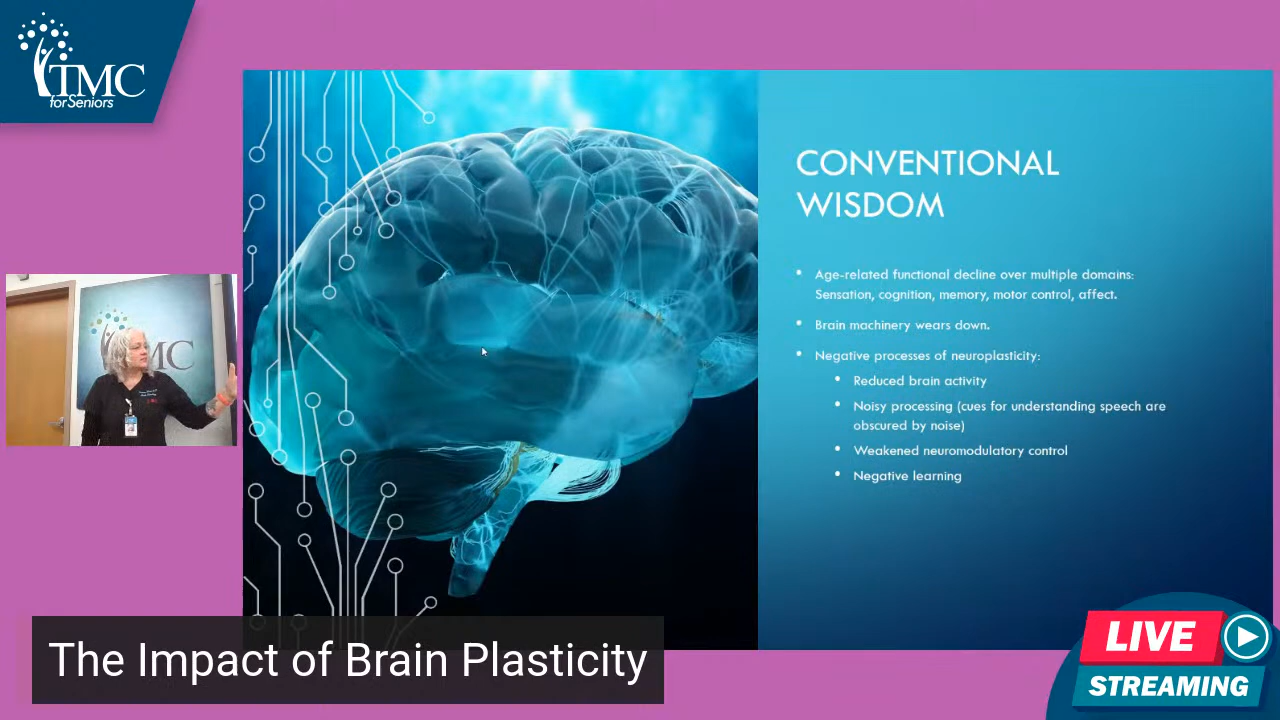 TMC
for Seniors
CONVENTIONAL
WISDOM
• Age-related functional decline over multiple domains:
Sensation, cognition, memory, motor control, affect.
• Brain machinery wears down.
• Negative processes of neuroplasticity:
• Reduced brain activity
• Noisy processing (cues for understanding speech are
obscured by noise)
• Weakened neuromodulatory control
• Negative learning
MC
The Impact of Brain Plasticity
LIVE
STREAMING